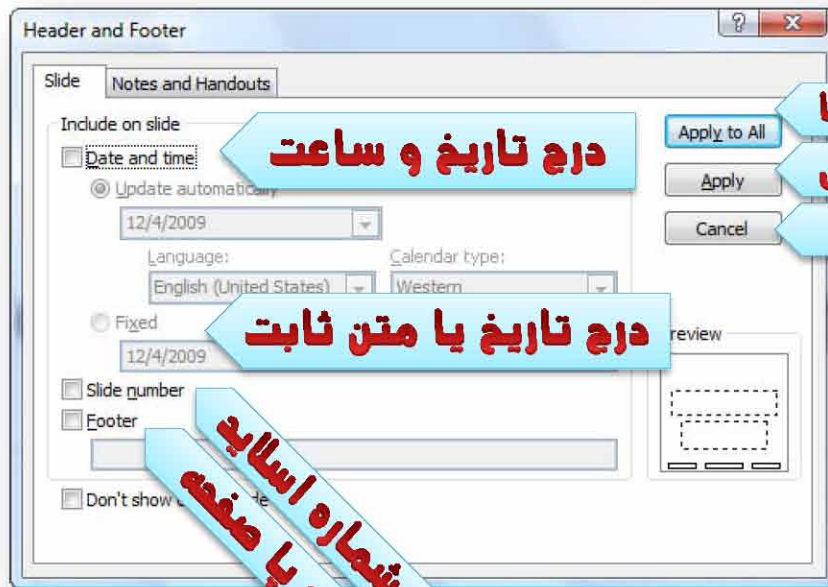 Header and Footer
Slide
Notes and Handouts
Include on slide
Date and time
درج تاریخ و ساعت
Update automatically
12/4/2009
Language:
Calendar type:
English (United States)
Western
Fixed
درج تاریخ یا متن ثابت
12/4/2009
Slide number
شماره اسلاید
Footer
یا صفحه
Don't show
Apply to All
Apply
Cancel
review